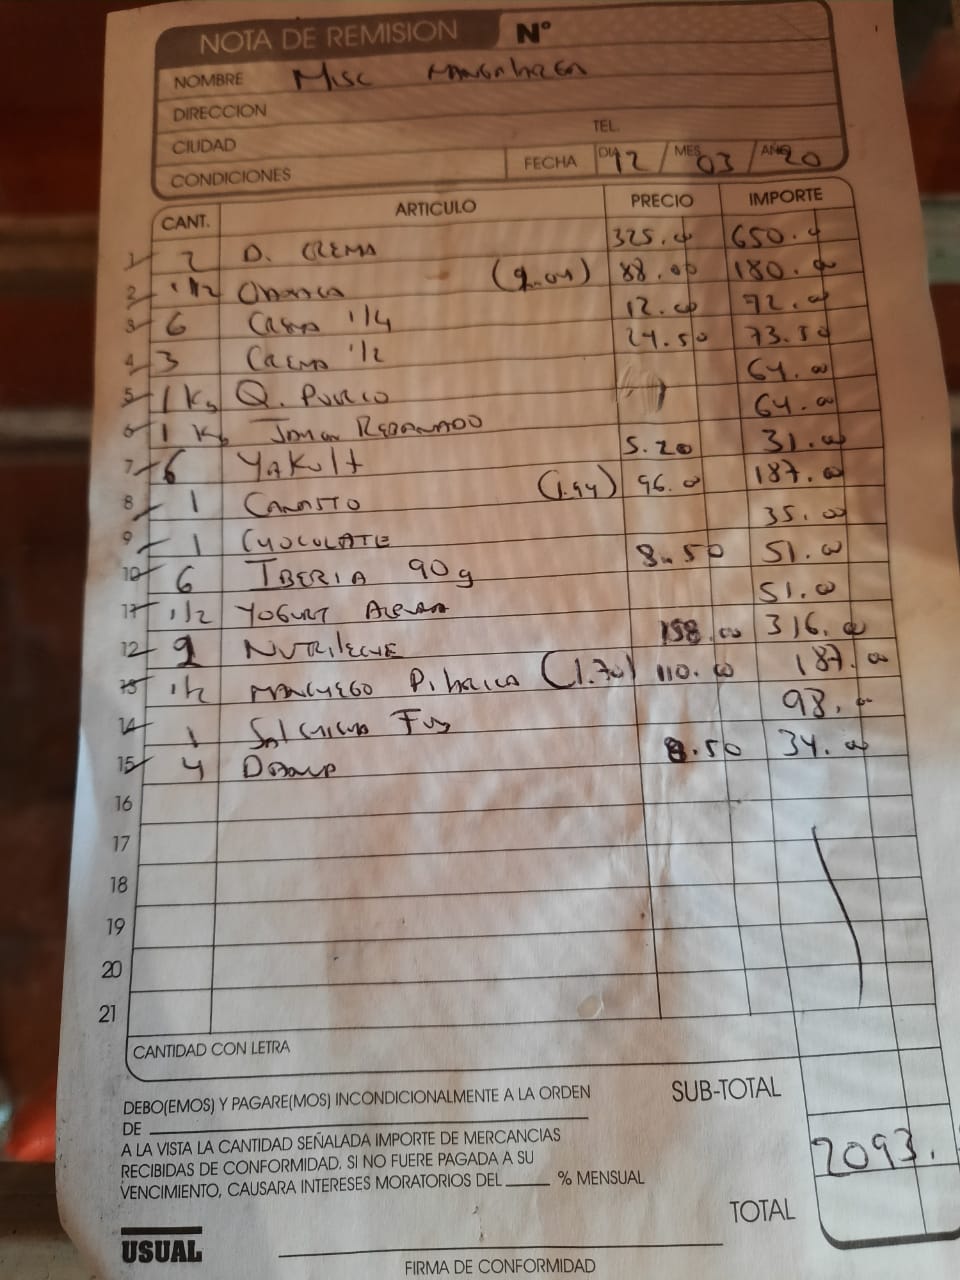 NOTA DE REMISION Nº
NOMBRE Misc
DIRECCION
CIUDAD TEL.
CONDICIONES FECHA DIA 12 MES 03 AÑO 20
CANT. ARTICULO PRECIO IMPORTE
1 2 D. CREMA 325.00 650.00
2 1/2 OAXACA (2.04) 88.00 180.00
3 6 CREMA 1/4 12.00 72.00
4 3 CREMA 1/2 24.50 73.50
5 1 Kg Q. PUERCO 64.00
6 1 Kg JAMON REBANADO 64.00
7 6 YAKULT 5.20 31.00
8 1 CANASTO (1.94) 96.00 187.00
9 1 CHOCOLATE 35.00
10 6 IBERIA 90g 8.50 51.00
11 1/2 YOGURT 51.00
12 2 NUTRILECHE 158.00 316.00
13 1/2 MANCHEGO (1.70) 110.00 187.00
14 1 SALCHICHA FUD 98.00
15 4 8.50 34.00
16
17
18
19
20
21
CANTIDAD CON LETRA
DEBO(EMOS) Y PAGARE(MOS) INCONDICIONALMENTE A LA ORDEN
DE
A LA VISTA LA CANTIDAD SEÑALADA IMPORTE DE MERCANCIAS
RECIBIDAS DE CONFORMIDAD. SI NO FUERE PAGADA A SU
VENCIMIENTO, CAUSARA INTERESES MORATORIOS DEL % MENSUAL
SUB-TOTAL
2093.
TOTAL
USUAL
FIRMA DE CONFORMIDAD